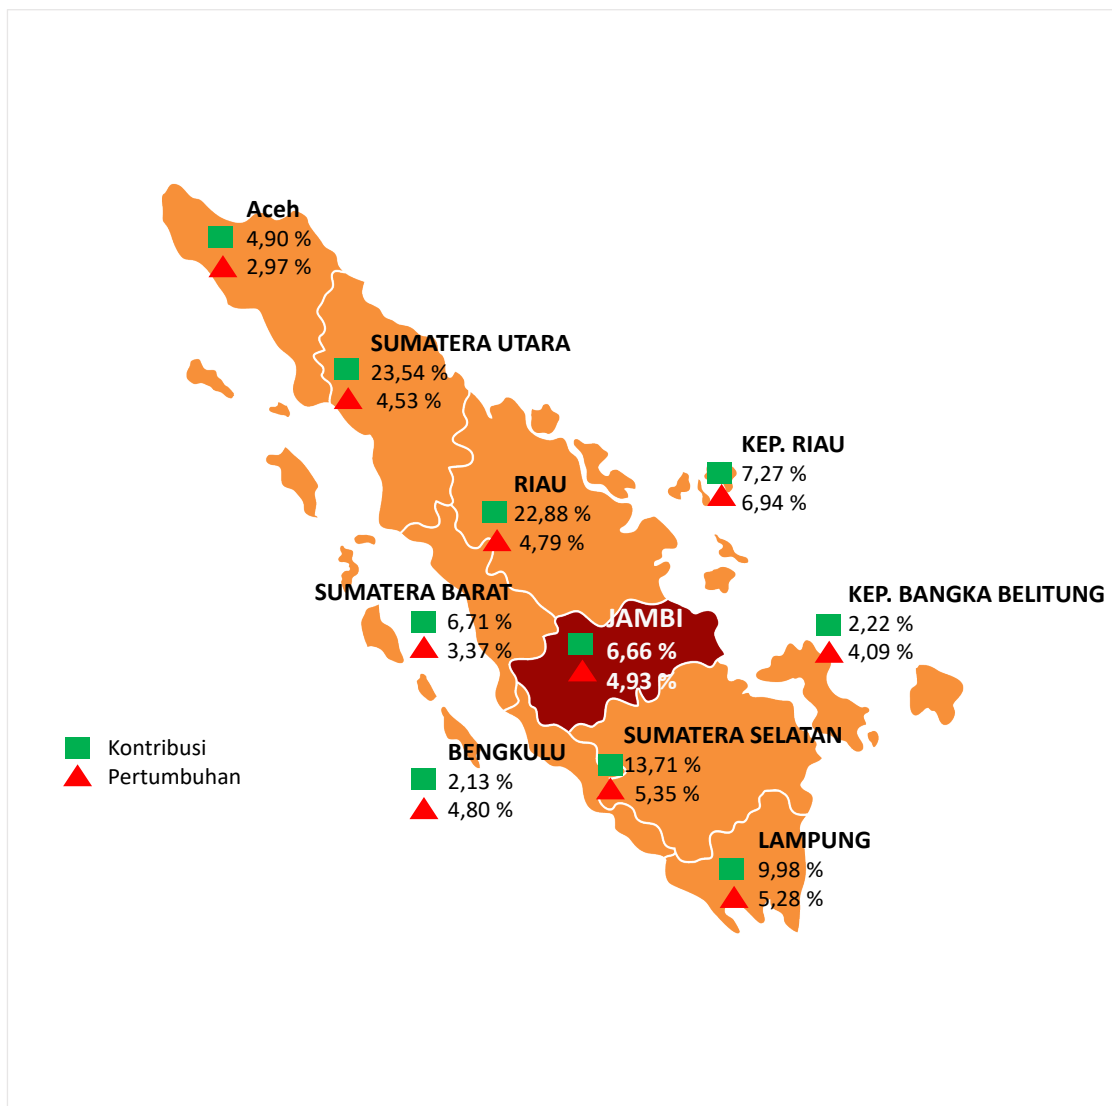 Aceh
4,90 %
2,97 %
SUMATERA UTARA
23,54 %
4,53 %
KEP. RIAU
7,27 %
6,94 %
RIAU
22,88 %
4,79 %
SUMATERA BARAT
6,71 %
3,37 %
JAMBI
6,66 %
4,93 %
KEP. BANGKA BELITUNG
2,22 %
4,09 %
SUMATERA SELATAN
13,71 %
5,35 %
BENGKULU
2,13 %
4,80 %
Kontribusi
Pertumbuhan
LAMPUNG
9,98 %
5,28 %